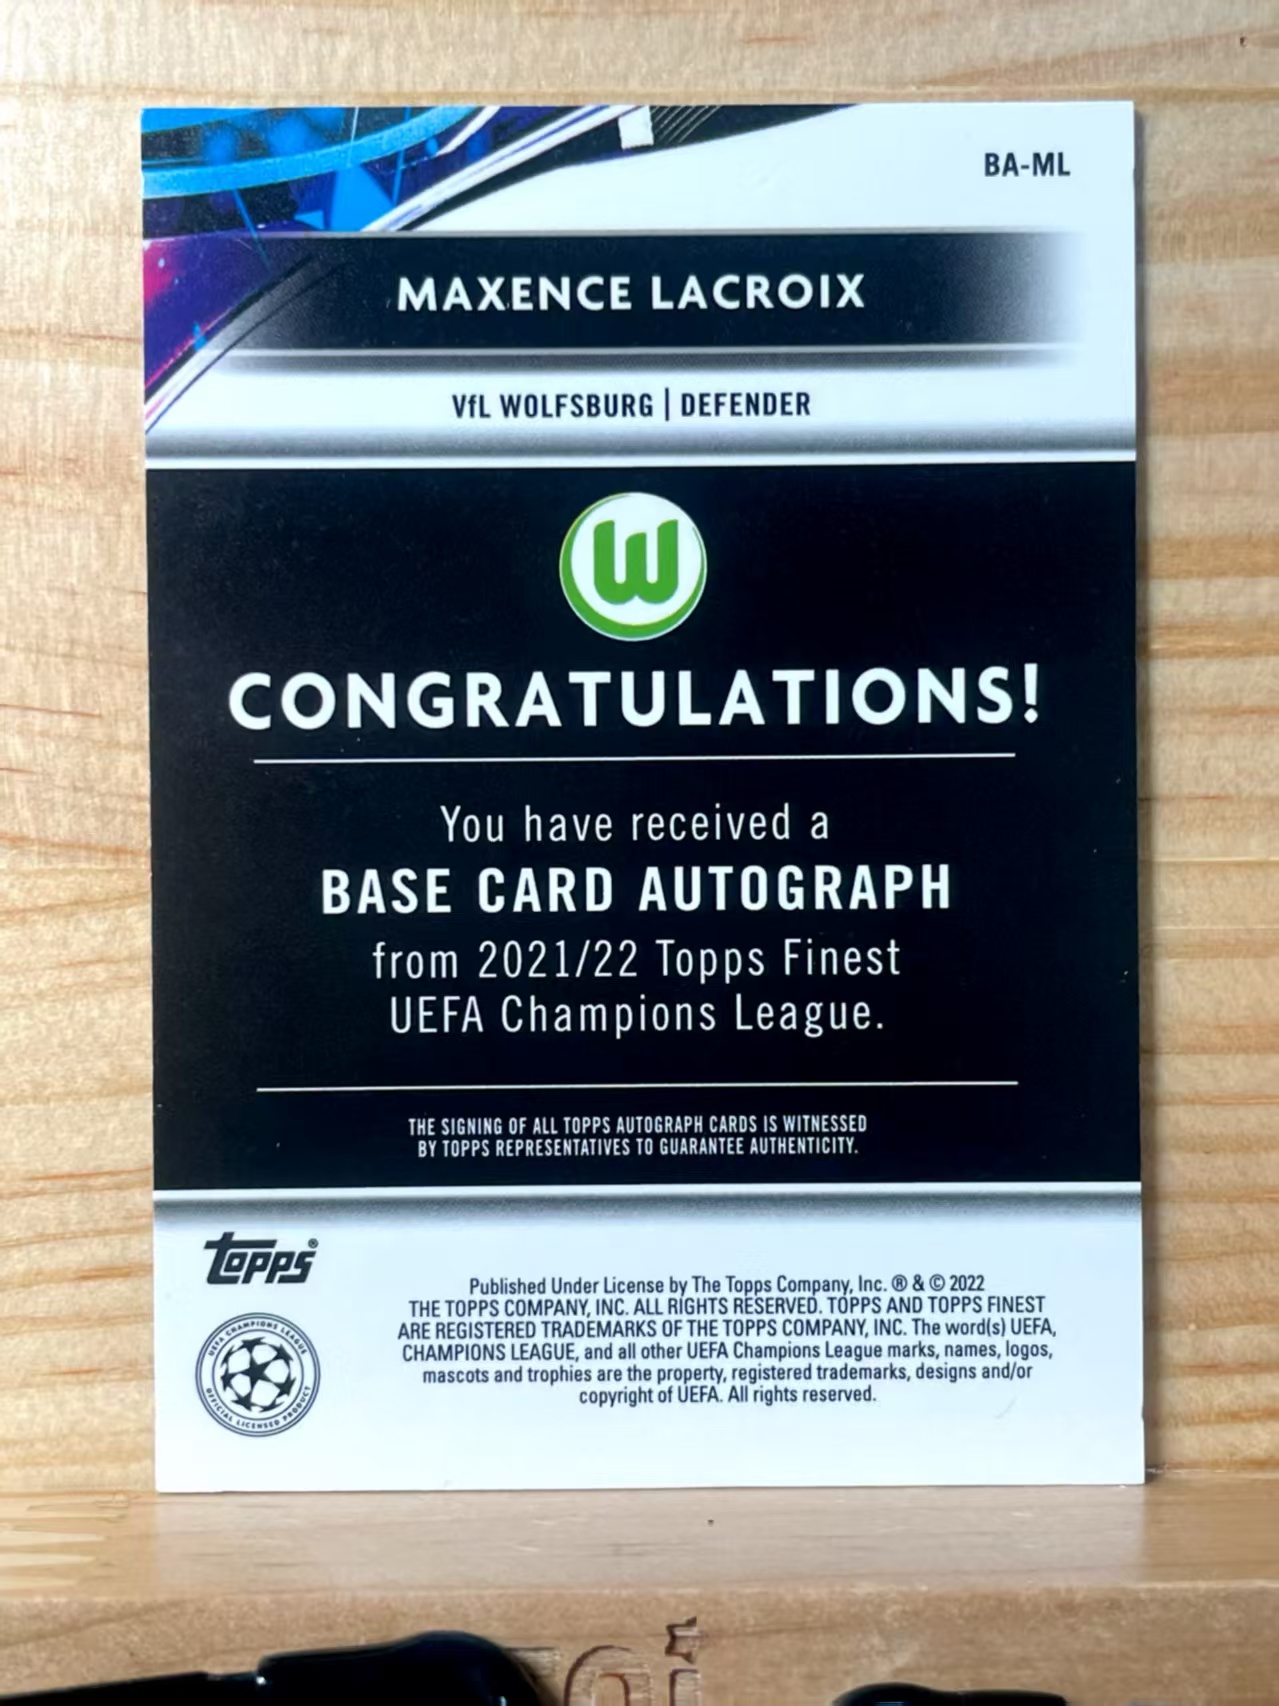 BA-ML
MAXENCE LACROIX
VfL WOLFSBURG | DEFENDER
W
CONGRATULATIONS!
You have received a
BASE CARD AUTOGRAPH
from 2021/22 Topps Finest
UEFA Champions League.
THE SIGNING OF ALL TOPPS AUTOGRAPH CARDS IS WITNESSED
BY TOPPS REPRESENTATIVES TO GUARANTEE AUTHENTICITY.
Topps®
UEFA CHAMPIONS LEAGUE
OFFICIAL LICENSED PRODUCT
Published Under License by The Topps Company, Inc. ® & © 2022
THE TOPPS COMPANY, INC. ALL RIGHTS RESERVED. TOPPS AND TOPPS FINEST
ARE REGISTERED TRADEMARKS OF THE TOPPS COMPANY, INC. The word(s) UEFA,
CHAMPIONS LEAGUE, and all other UEFA Champions League marks, names, logos,
mascots and trophies are the property, registered trademarks, designs and/or
copyright of UEFA. All rights reserved.